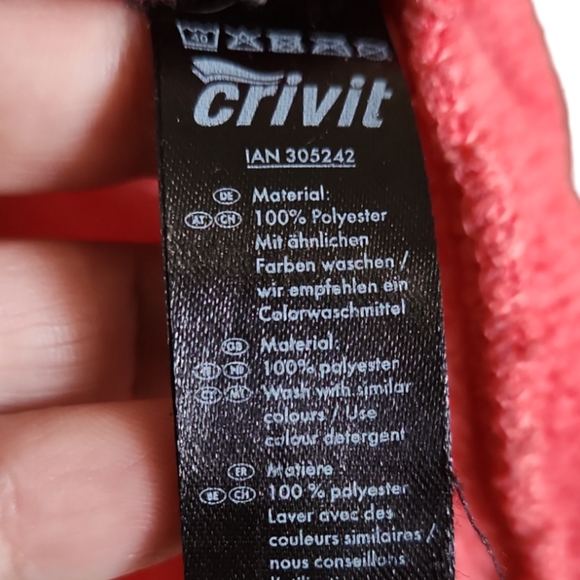 40
crivit
IAN 305242
DE Material:
AT CH 100% Polyester
Mit ähnlichen
Farben waschen /
wir empfehlen ein
Colorwaschmittel
GB Material:
100% polyester
CY Wash with similar
colours / Use
colour detergent
FR Matière
BE CH 100 % polyester
Laver avec des
couleurs similaires /
nous conseillons